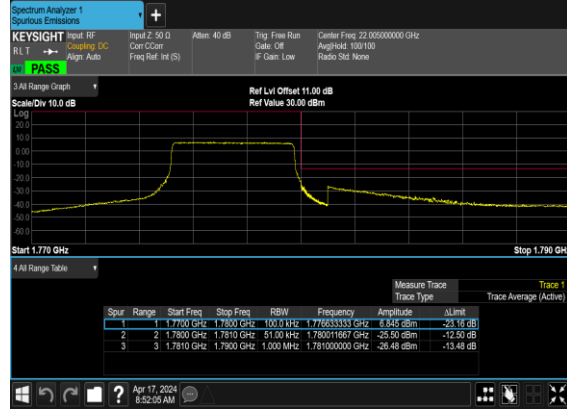 Spectrum Analyzer 1
Spurious Emissions
+
KEYSIGHT Input: RF Input Z: 50 Ω Atten: 40 dB Trig: Free Run Center Freq: 22.005000000 GHz
RLT Coupling: DC Corr CCorr Gate: Off Avg|Hold: 100/100
Align: Auto Freq Ref: Int (S) IF Gain: Low Radio Std: None
PASS
3 All Range Graph
Ref Lvl Offset 11.00 dB
Scale/Div 10.0 dB Ref Value 30.00 dBm
Log
20.0
10.0
0.00
-10.0
-20.0
-30.0
-40.0
-50.0
-60.0
Start 1.770 GHz Stop 1.790 GHz
4 All Range Table
Measure Trace Trace 1
Trace Type Trace Average (Active)
Spur Range Start Freq Stop Freq RBW Frequency Amplitude ΔLimit
1 1 1.7700 GHz 1.7800 GHz 100.0 kHz 1.776633333 GHz 6.845 dBm -23.16 dB
2 2 1.7800 GHz 1.7810 GHz 51.00 kHz 1.780011667 GHz -25.50 dBm -12.50 dB
3 3 1.7810 GHz 1.7900 GHz 1.000 MHz 1.781000000 GHz -26.48 dBm -13.48 dB
? Apr 17, 2024
8:52:05 AM